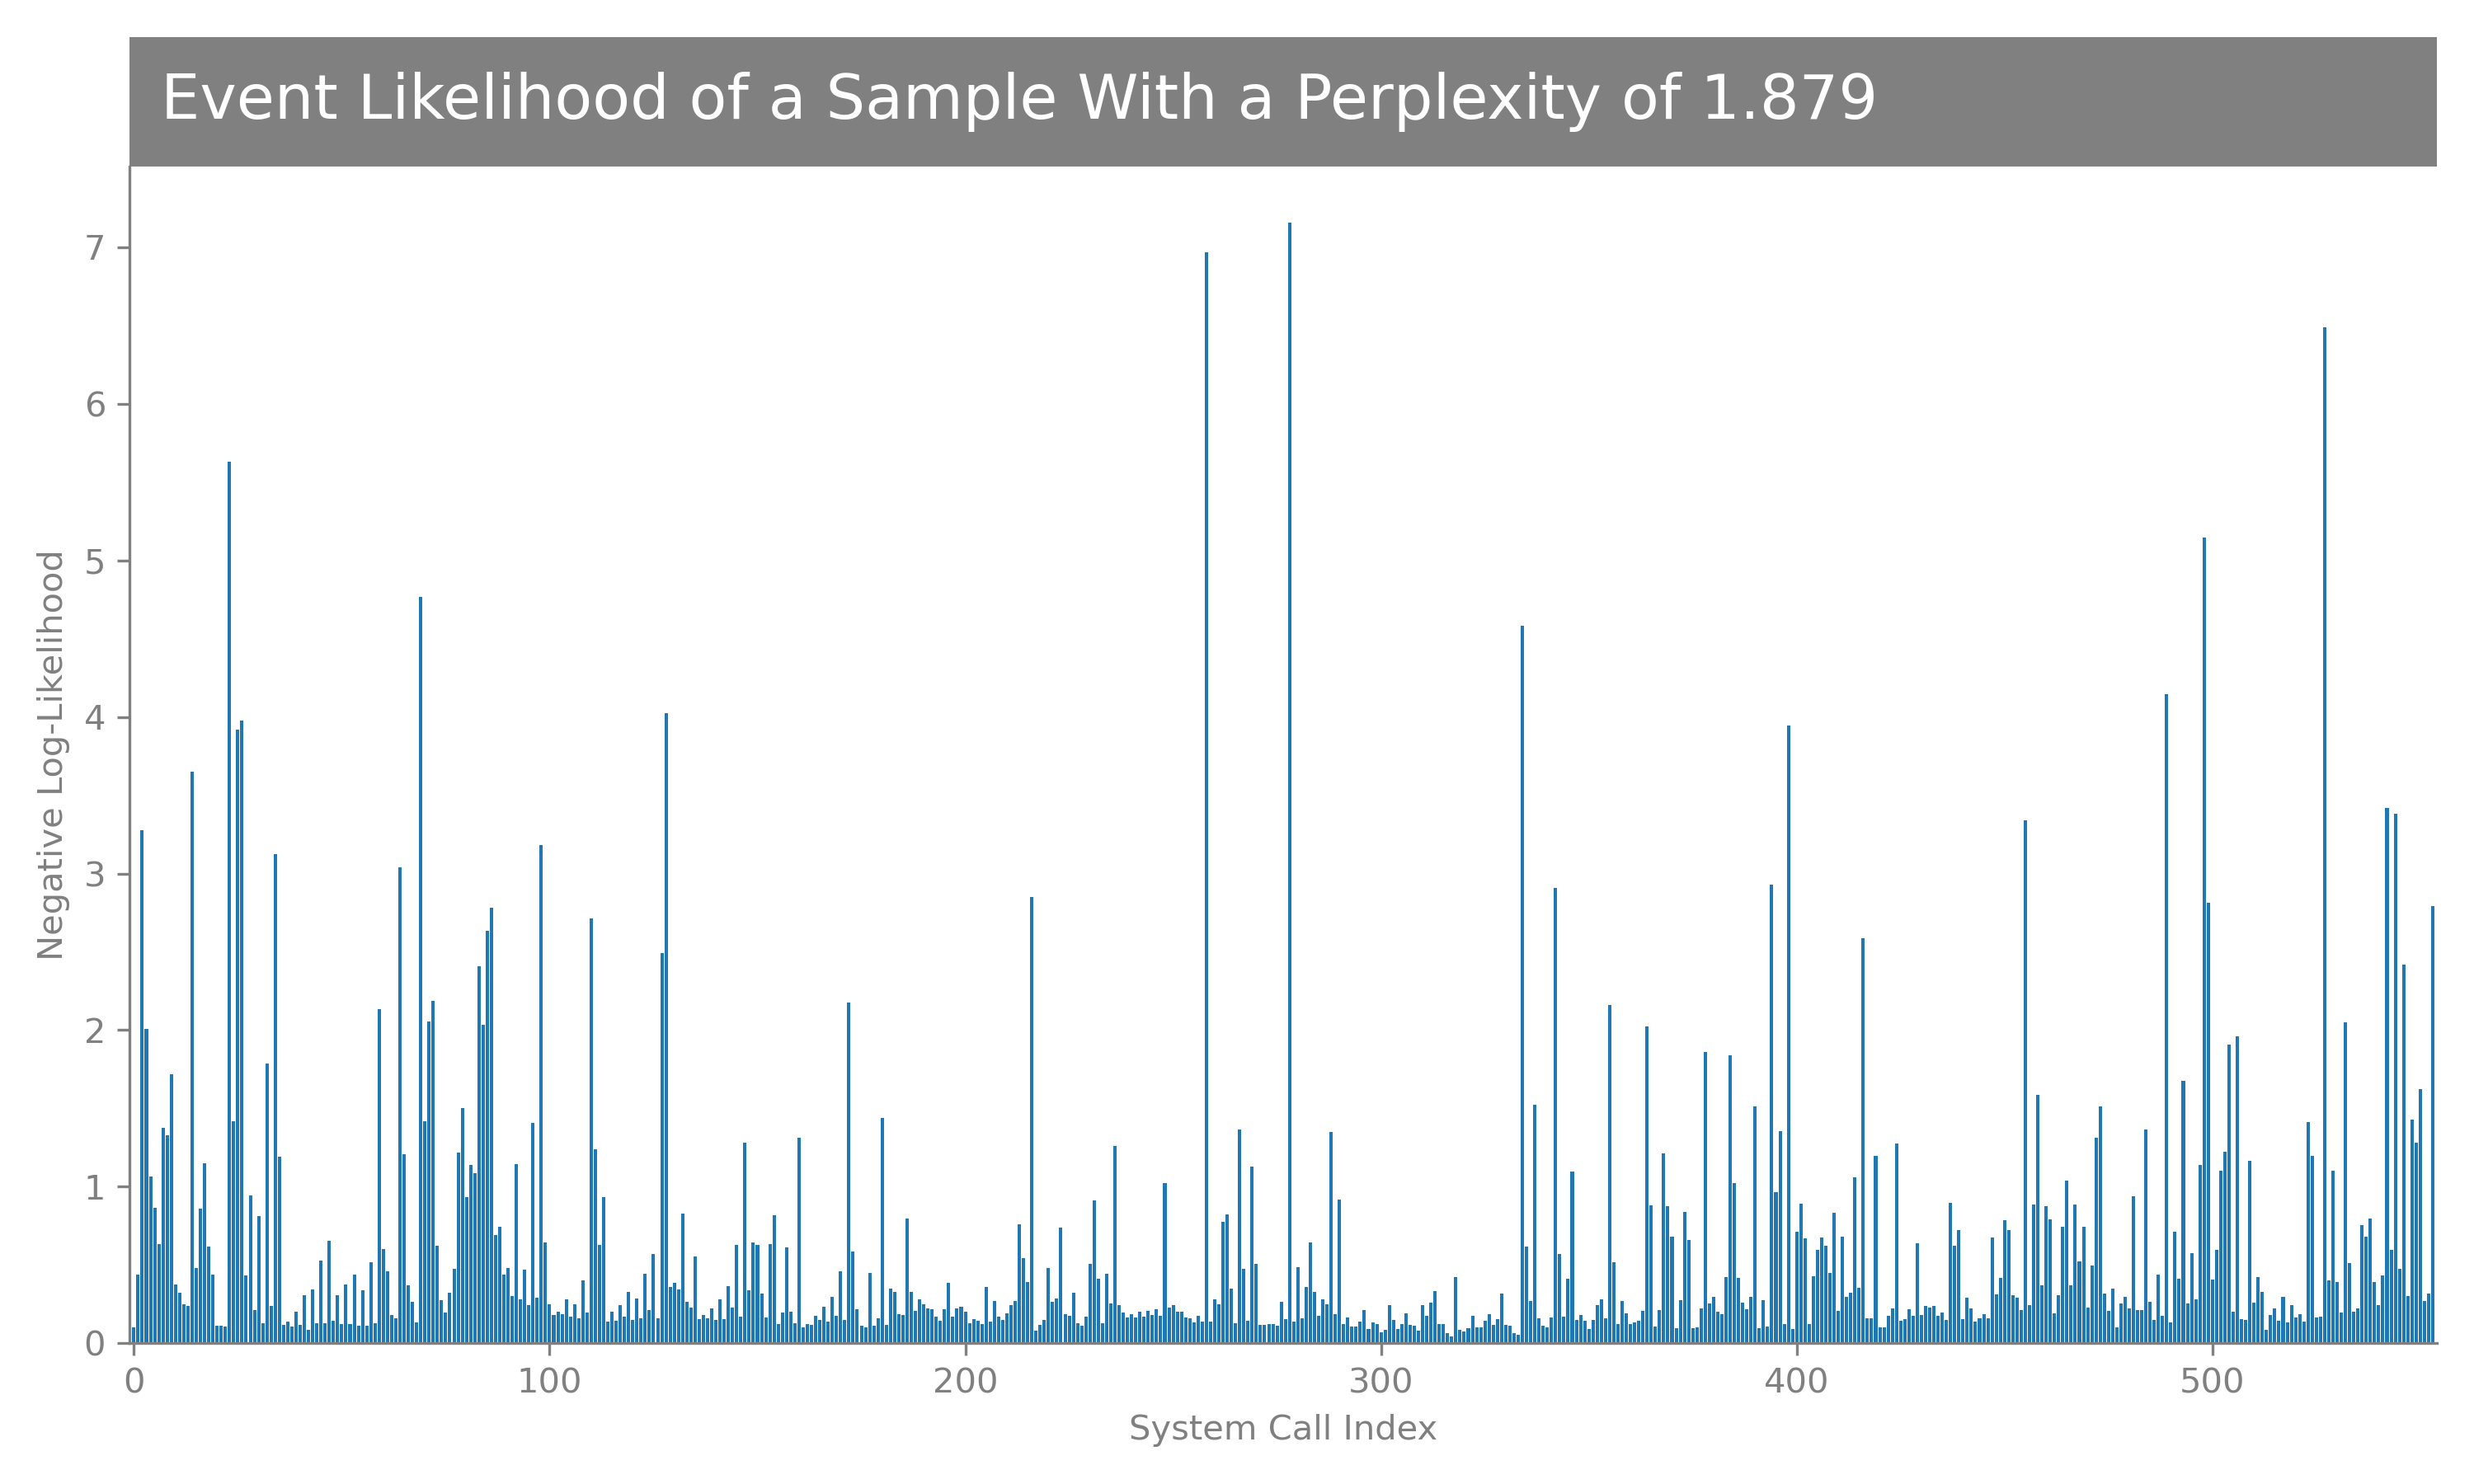 Event Likelihood of a Sample With a Perplexity of 1.879
7
6
5
4
3
2
1
0
Negative Log-Likelihood
0 100 200 300 400 500
System Call Index